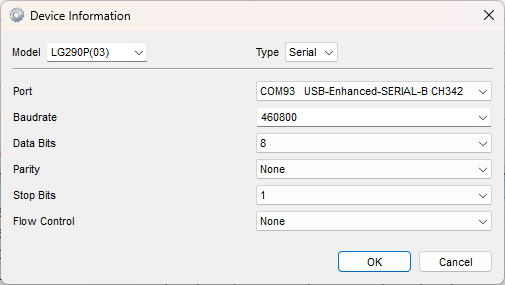 Device Information
Model LG290P(03) Type Serial
Port COM93 USB-Enhanced-SERIAL-B CH342
Baudrate 460800
Data Bits 8
Parity None
Stop Bits 1
Flow Control None
OK Cancel